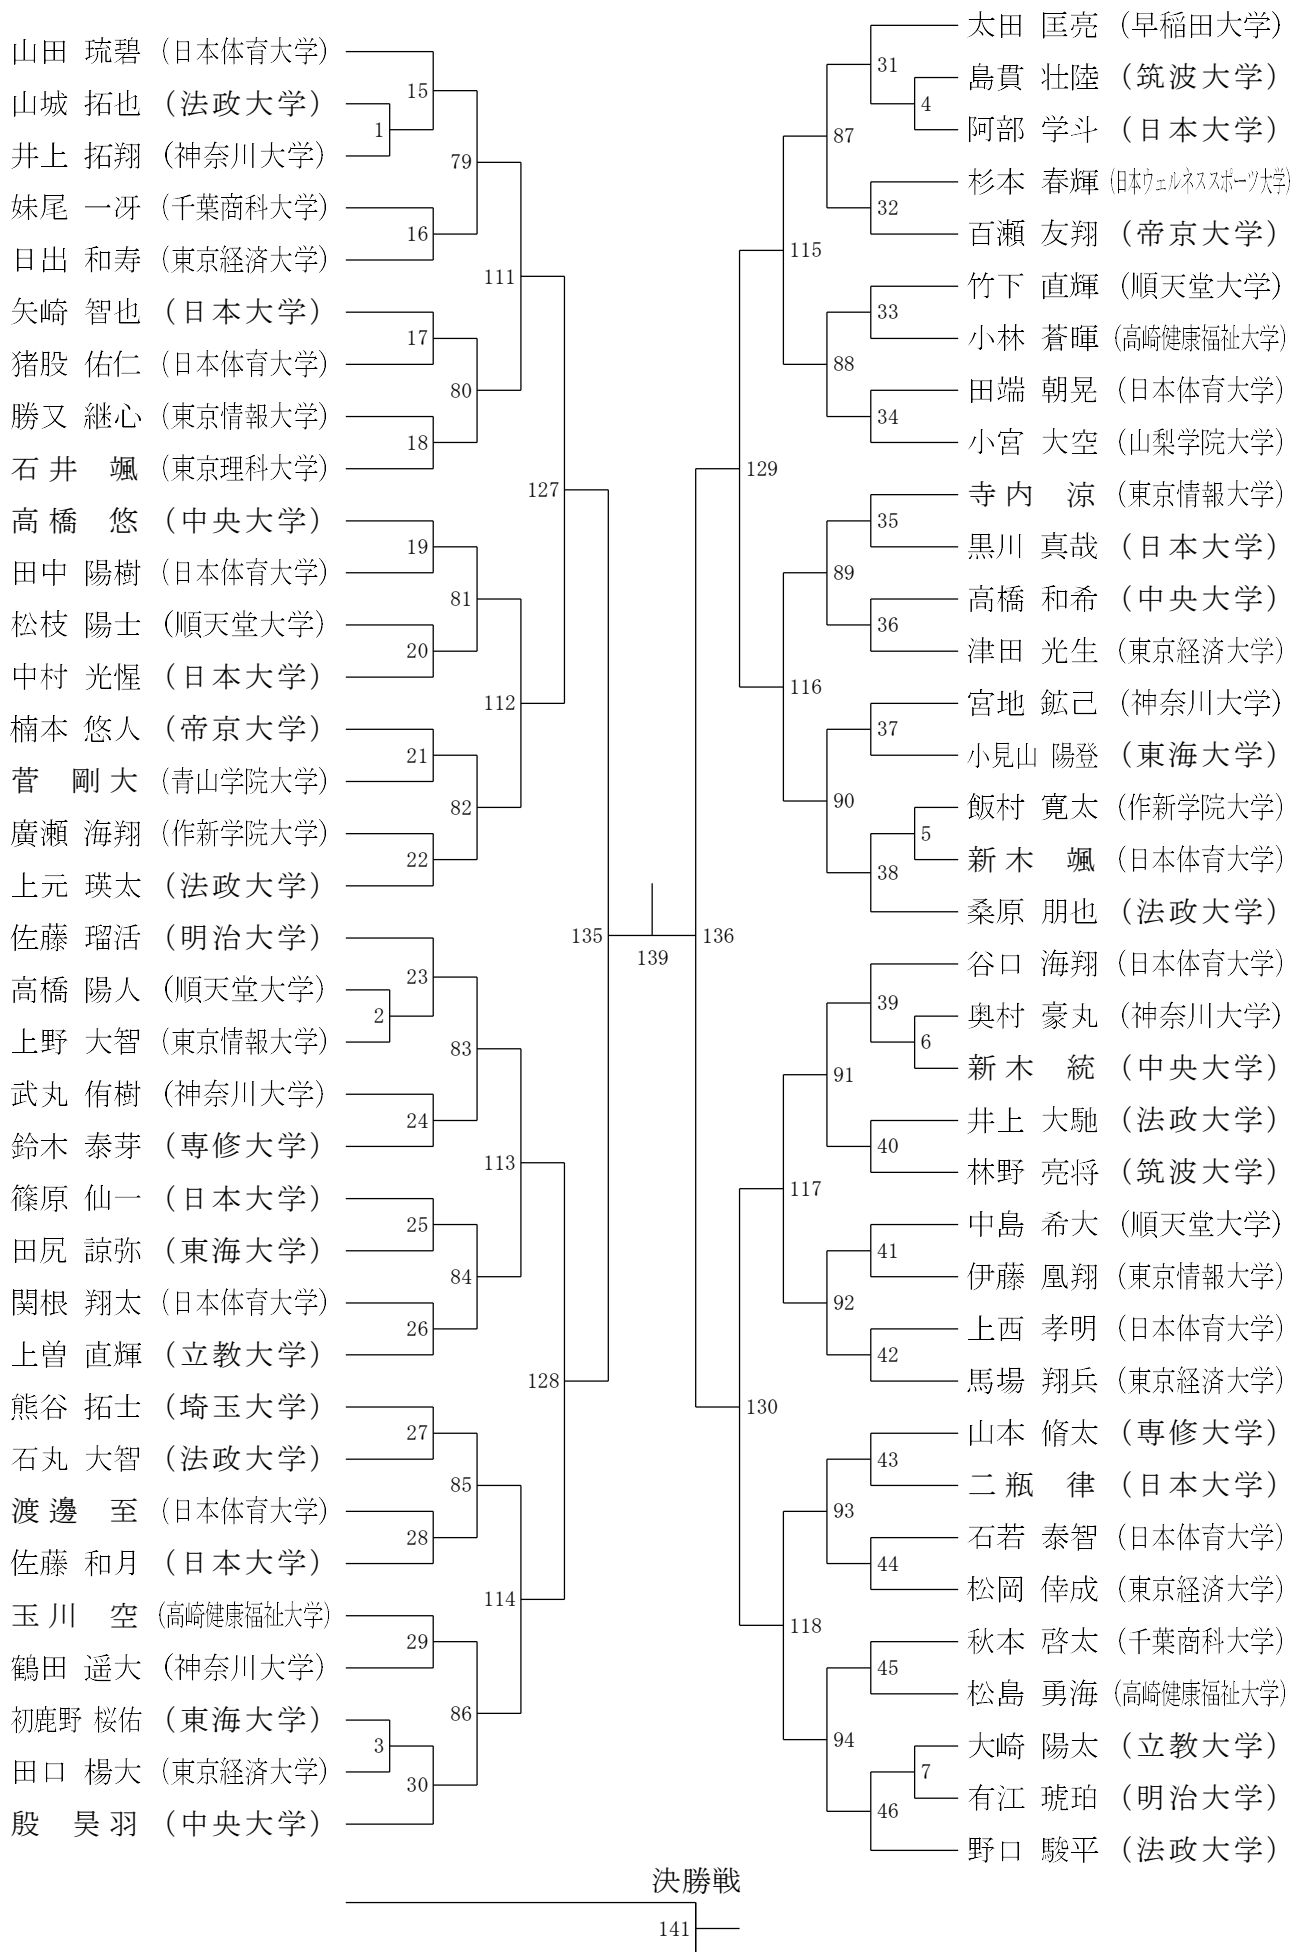 山田 琉碧 (日本体育大学)
山城 拓也 (法政大学)
井上 拓翔 (神奈川大学)
妹尾 一冴 (千葉商科大学)
日出 和寿 (東京経済大学)
矢崎 智也 (日本大学)
猪股 佑仁 (日本体育大学)
勝又 継心 (東京情報大学)
石井 颯 (東京理科大学)
高橋 悠 (中央大学)
田中 陽樹 (日本体育大学)
松枝 陽士 (順天堂大学)
中村 光惺 (日本大学)
楠本 悠人 (帝京大学)
菅 剛大 (青山学院大学)
廣瀬 海翔 (作新学院大学)
上元 瑛太 (法政大学)
佐藤 瑠活 (明治大学)
高橋 陽人 (順天堂大学)
上野 大智 (東京情報大学)
武丸 侑樹 (神奈川大学)
鈴木 泰芽 (専修大学)
篠原 仙一 (日本大学)
田尻 諒弥 (東海大学)
関根 翔太 (日本体育大学)
上曽 直輝 (立教大学)
熊谷 拓士 (埼玉大学)
石丸 大智 (法政大学)
渡邊 至 (日本体育大学)
佐藤 和月 (日本大学)
玉川 空 (高崎健康福祉大学)
鶴田 遥大 (神奈川大学)
初鹿野 桜佑 (東海大学)
田口 楊大 (東京経済大学)
殷 昊羽 (中央大学)
1
2
3
15
16
17
18
19
20
21
22
23
24
25
26
27
28
29
30
79
80
81
82
83
84
85
86
111
112
113
114
127
128
135
139
136
129
130
115
116
117
118
87
88
89
90
91
92
93
94
31
32
33
34
35
36
37
38
39
40
41
42
43
44
45
46
4
5
6
7
太田 匡亮 (早稲田大学)
島貫 壮陸 (筑波大学)
阿部 学斗 (日本大学)
杉本 春輝 (日本ウェルネススポーツ大学)
百瀬 友翔 (帝京大学)
竹下 直輝 (順天堂大学)
小林 蒼暉 (高崎健康福祉大学)
田端 朝晃 (日本体育大学)
小宮 大空 (山梨学院大学)
寺内 涼 (東京情報大学)
黒川 真哉 (日本大学)
高橋 和希 (中央大学)
津田 光生 (東京経済大学)
宮地 鉱己 (神奈川大学)
小見山 陽登 (東海大学)
飯村 寛太 (作新学院大学)
新木 颯 (日本体育大学)
桑原 朋也 (法政大学)
谷口 海翔 (日本体育大学)
奥村 豪丸 (神奈川大学)
新木 統 (中央大学)
井上 大馳 (法政大学)
林野 亮将 (筑波大学)
中島 希大 (順天堂大学)
伊藤 凰翔 (東京情報大学)
上西 孝明 (日本体育大学)
馬場 翔兵 (東京経済大学)
山本 脩太 (専修大学)
二瓶 律 (日本大学)
石若 泰智 (日本体育大学)
松岡 倖成 (東京経済大学)
秋本 啓太 (千葉商科大学)
松島 勇海 (高崎健康福祉大学)
大崎 陽太 (立教大学)
有江 琥珀 (明治大学)
野口 駿平 (法政大学)
決勝戦
141